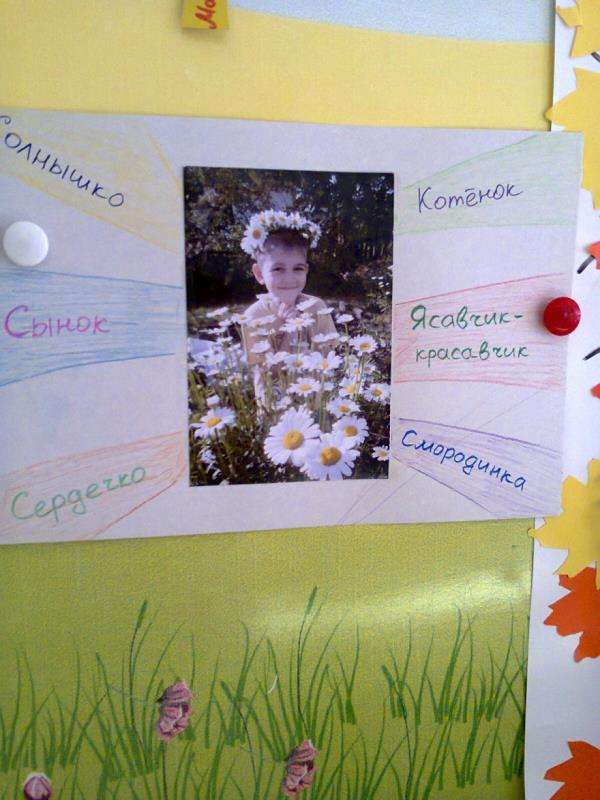 Солнышко
Сынок
Сердечко
Котёнок
Ясавчик-
красавчик
Смородинка